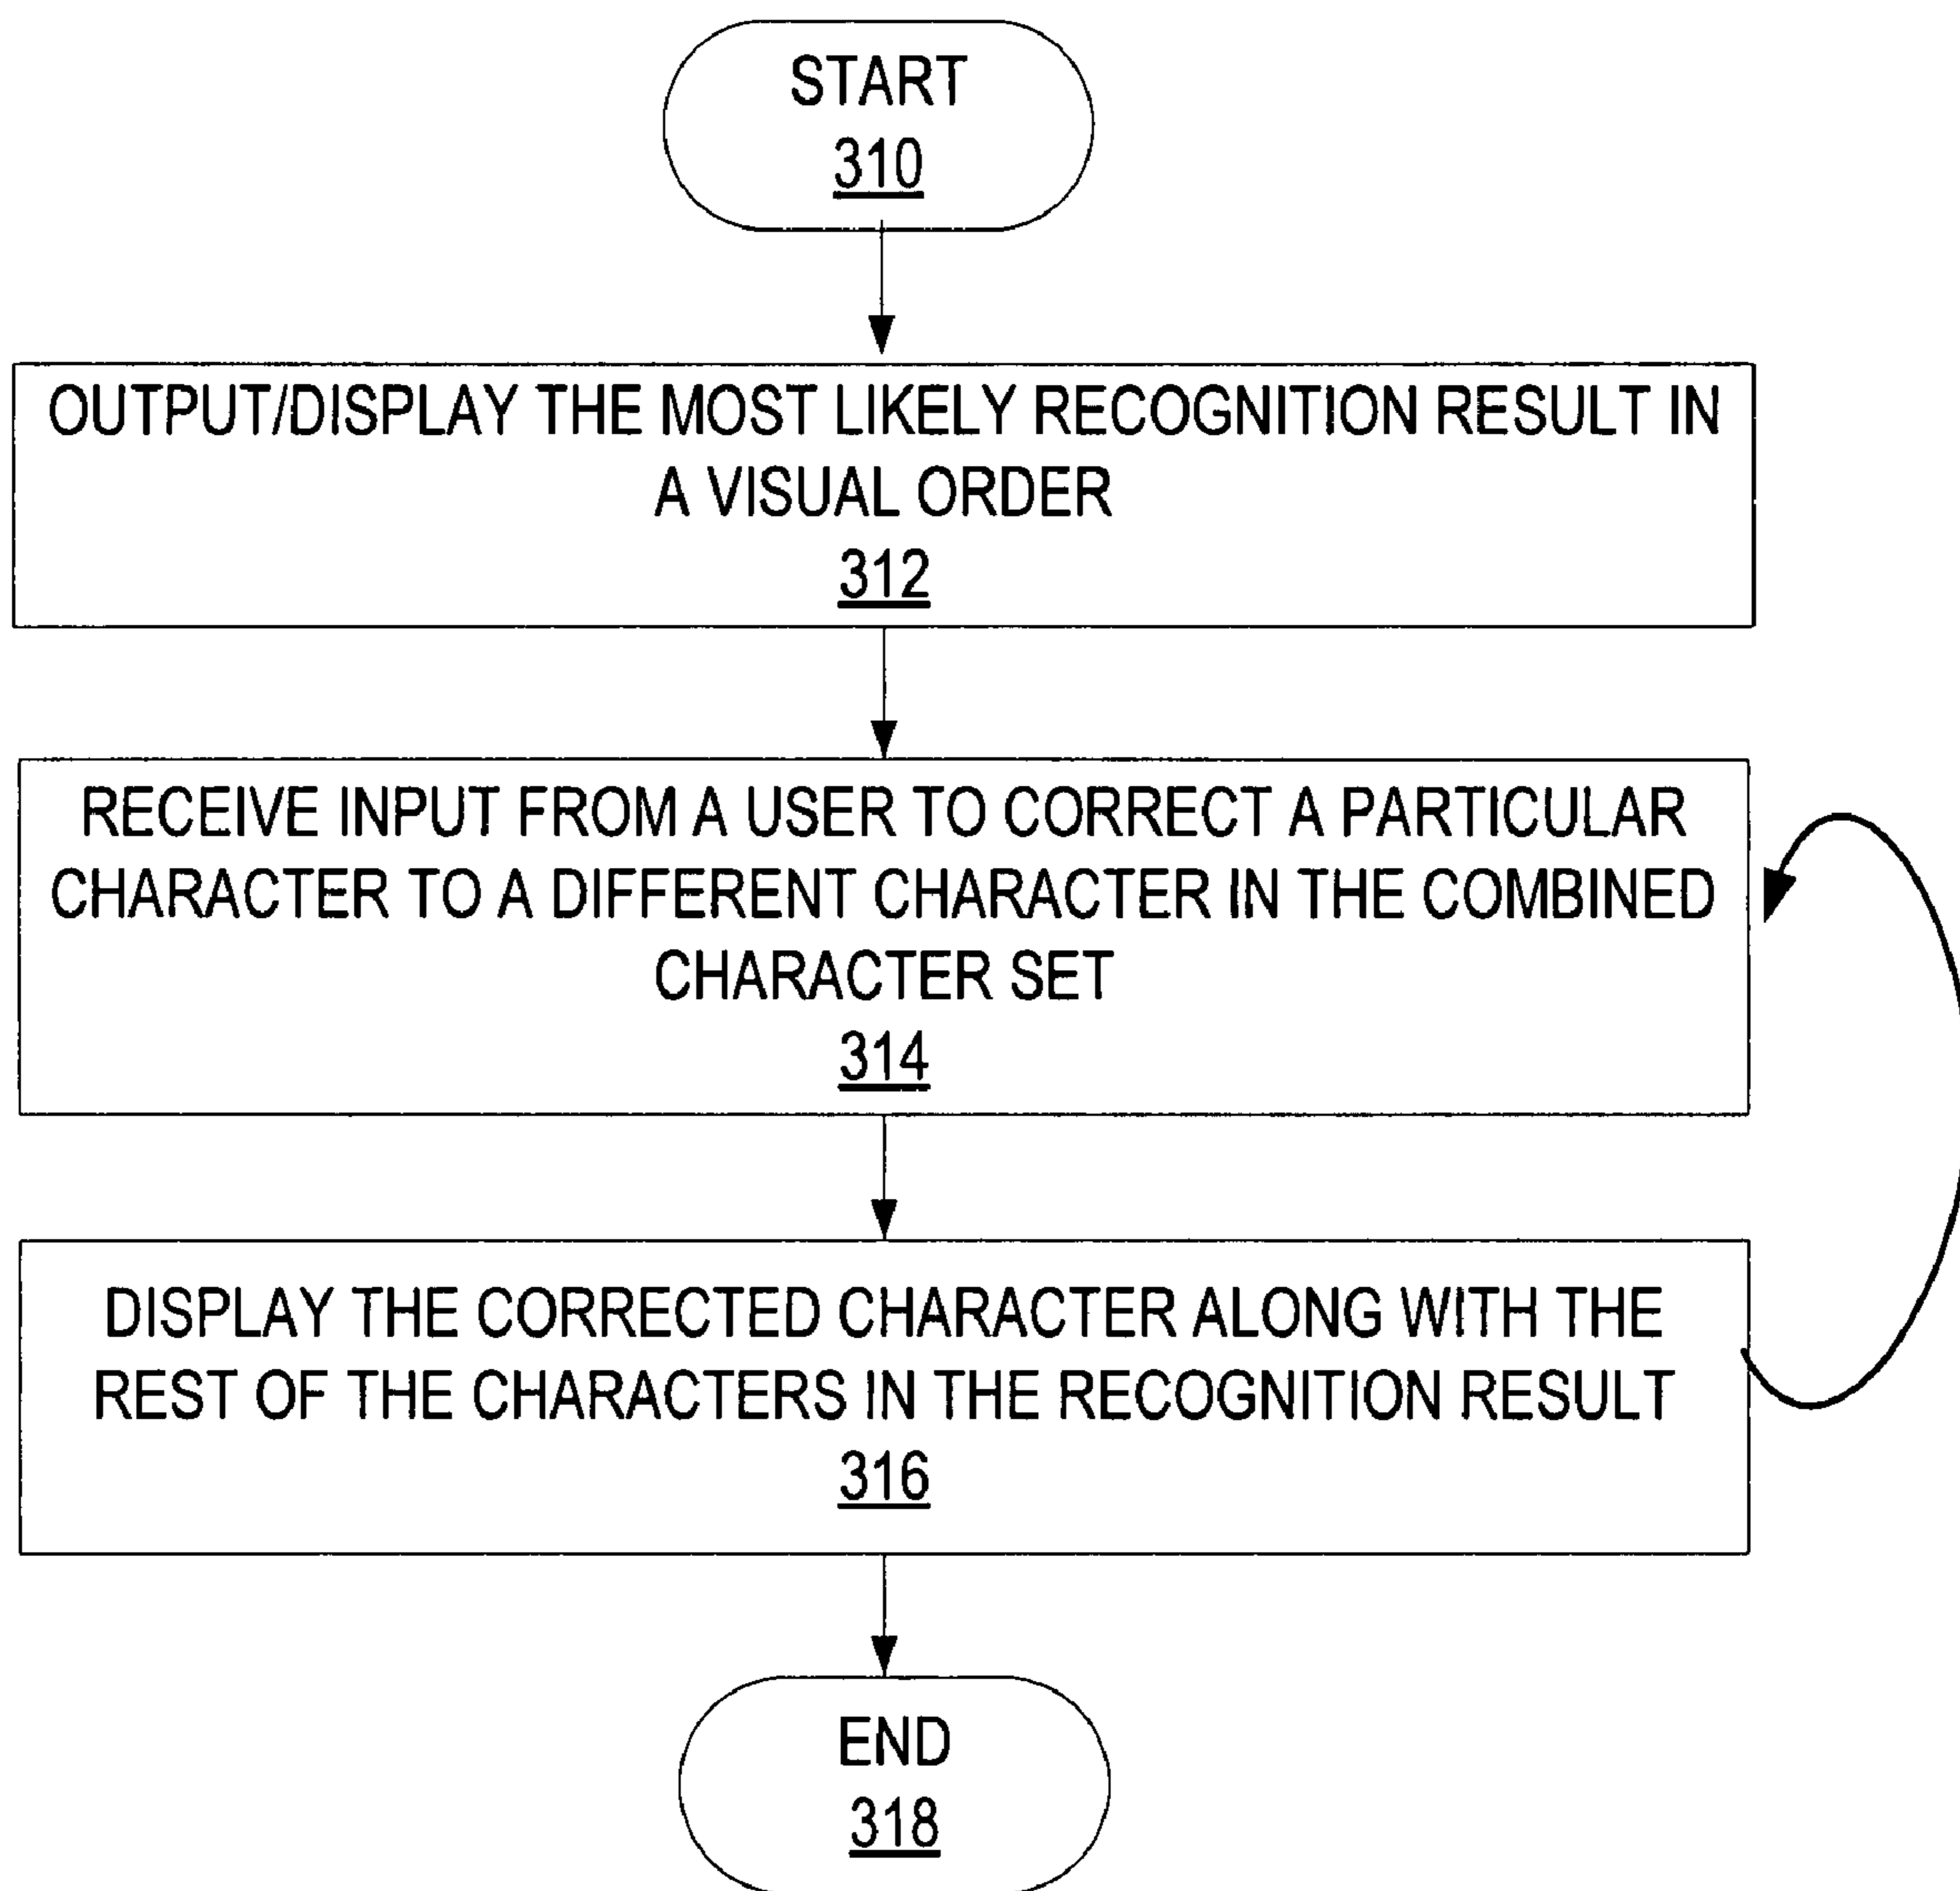 START
310
OUTPUT/DISPLAY THE MOST LIKELY RECOGNITION RESULT IN
A VISUAL ORDER
312
RECEIVE INPUT FROM A USER TO CORRECT A PARTICULAR
CHARACTER TO A DIFFERENT CHARACTER IN THE COMBINED
CHARACTER SET
314
DISPLAY THE CORRECTED CHARACTER ALONG WITH THE
REST OF THE CHARACTERS IN THE RECOGNITION RESULT
316
END
318